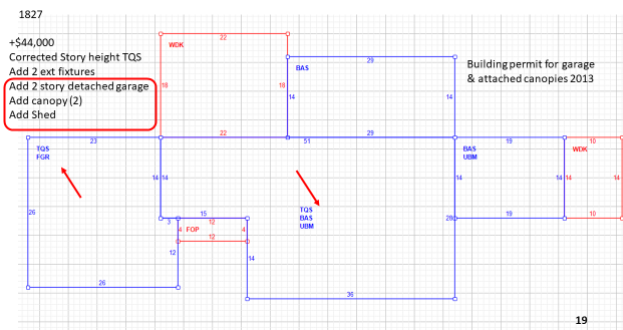 1827
+$44,000
Corrected Story height TQS
Add 2 ext fixtures
Add 2 story detached garage
Add canopy (2)
Add Shed
Building permit for garage
& attached canopies 2013
22
WDK
18
18
29
BAS
14
14
23
22
51
29
19
10
TQS
FGR
BAS
UBM
WDK
14
14
14
14
14
14
26
15
3
12
4
FOP
4
12
TQS
BAS
UBM
28
19
10
12
14
26
36
19